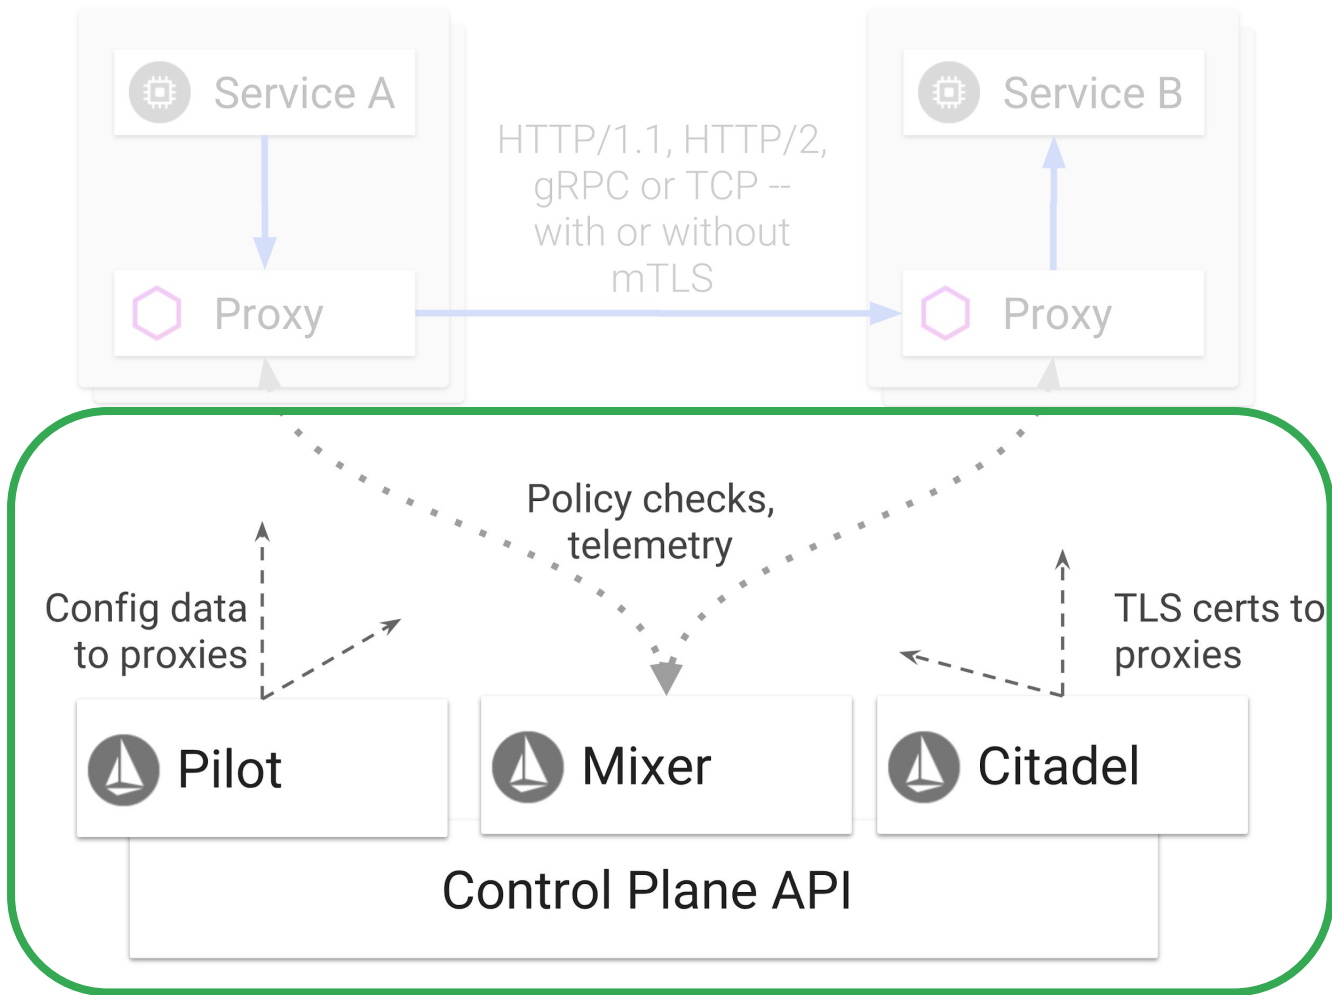 Service A
Service B
HTTP/1.1, HTTP/2,
gRPC or TCP --
with or without
mTLS
Proxy
Proxy
Policy checks,
telemetry
Config data
to proxies
TLS certs to
proxies
Pilot
Mixer
Citadel
Control Plane API